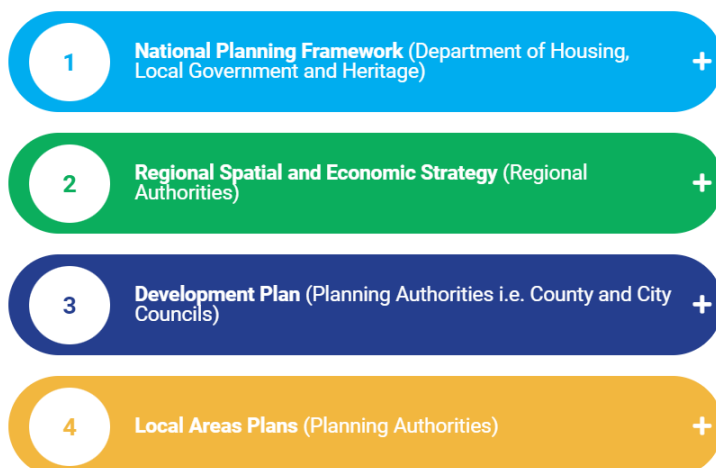 1
National Planning Framework (Department of Housing,
Local Government and Heritage)
+
2
Regional Spatial and Economic Strategy (Regional
Authorities)
+
3
Development Plan (Planning Authorities i.e. County and City
Councils)
+
4
Local Areas Plans (Planning Authorities)
+